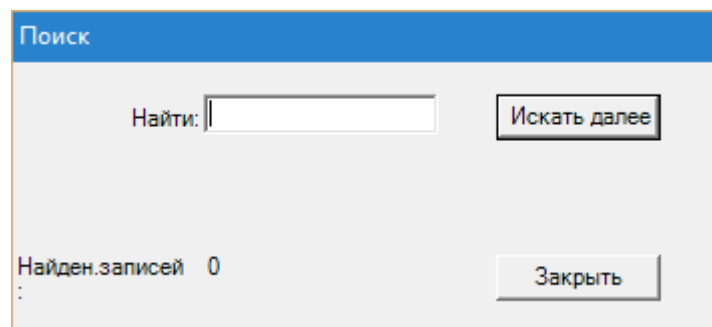 Поиск
Найти:
Искать далее
Найден.записей 0
:
Закрыть